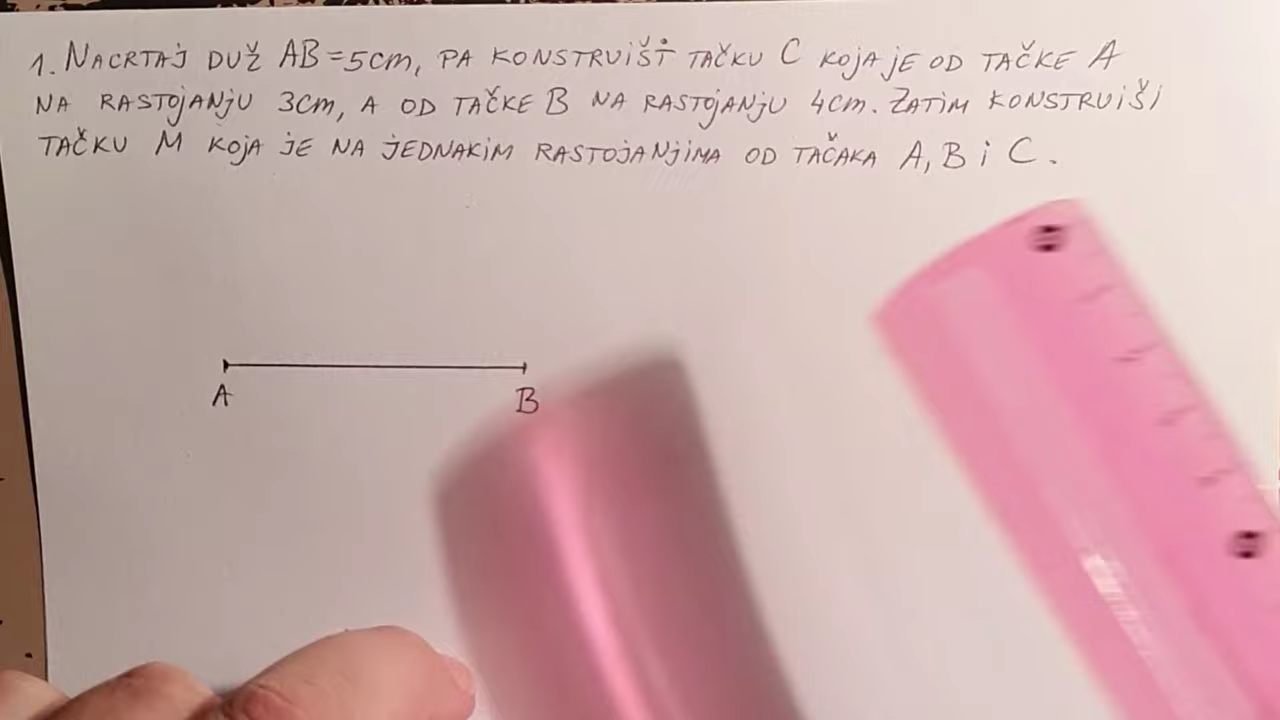 1. NACRTAJ DUŽ AB=5cm, PA KONSTRUIŠI TAČKU C KOJA JE OD TAČKE A
NA RASTOJANJU 3cm, A OD TAČKE B NA RASTOJANJU 4cm. ZATIM KONSTRUIŠI
TAČKU M KOJA JE NA JEDNAKIM RASTOJANJIMA OD TAČAKA A, B i C.
A B